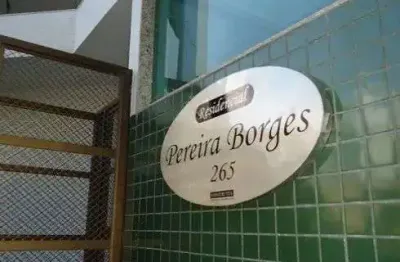 Residencial
Pereira Borges
265